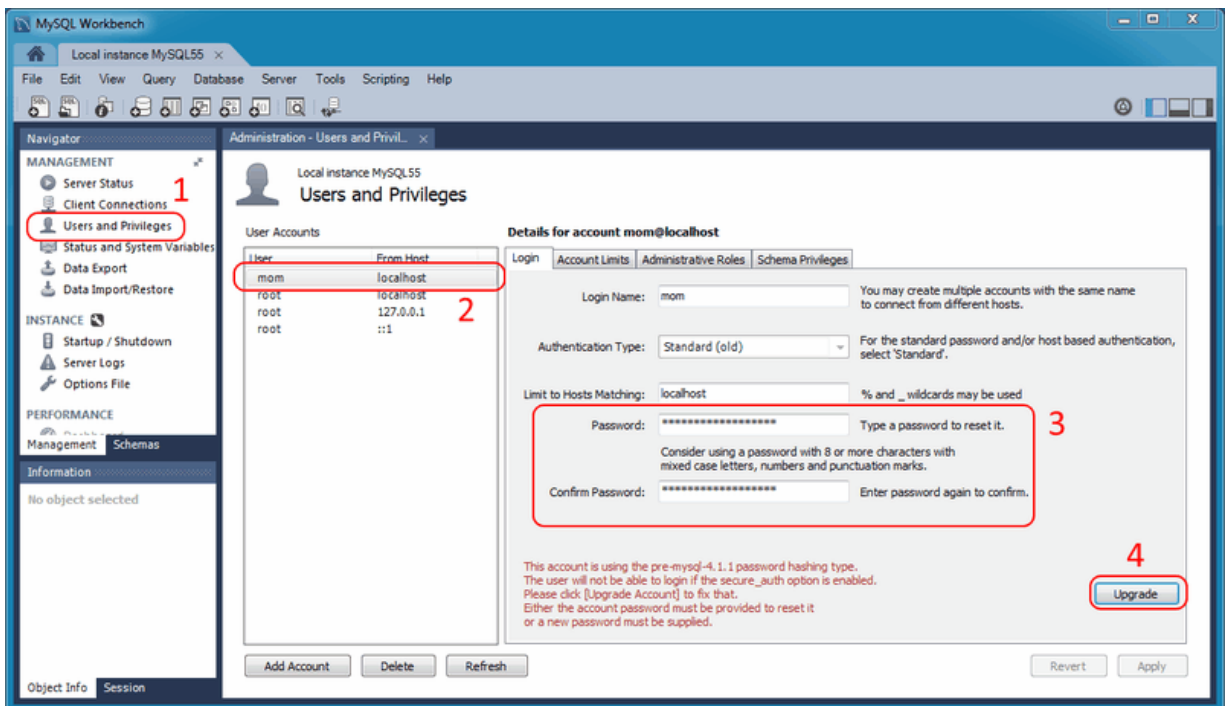 MySQL Workbench
Local instance MySQL55
File Edit View Query Database Server Tools Scripting Help
Navigator
MANAGEMENT
Server Status
1
Client Connections
Users and Privileges
Status and System Variables
Data Export
Data Import/Restore
INSTANCE
Startup / Shutdown
Server Logs
Options File
PERFORMANCE
Dashboard
Management Schemas
Information
No object selected
Object Info Session
Administration - Users and Privil...
Local instance MySQL55
Users and Privileges
User Accounts
User From Host
mom localhost
root localhost
root 127.0.0.1
root ::1
2
Add Account Delete Refresh
Details for account mom@localhost
Login Account Limits Administrative Roles Schema Privileges
Login Name: mom
You may create multiple accounts with the same name
to connect from different hosts.
Authentication Type: Standard (old)
For the standard password and/or host based authentication,
select 'Standard'.
Limit to Hosts Matching: localhost % and _ wildcards may be used
Password: ****************** Type a password to reset it.
3
Consider using a password with 8 or more characters with
mixed case letters, numbers and punctuation marks.
Confirm Password: ****************** Enter password again to confirm.
This account is using the pre-mysql-4.1.1 password hashing type.
The user will not be able to login if the secure_auth option is enabled.
Please click [Upgrade Account] to fix that.
Either the account password must be provided to reset it
or a new password must be supplied.
4
Upgrade
Revert Apply